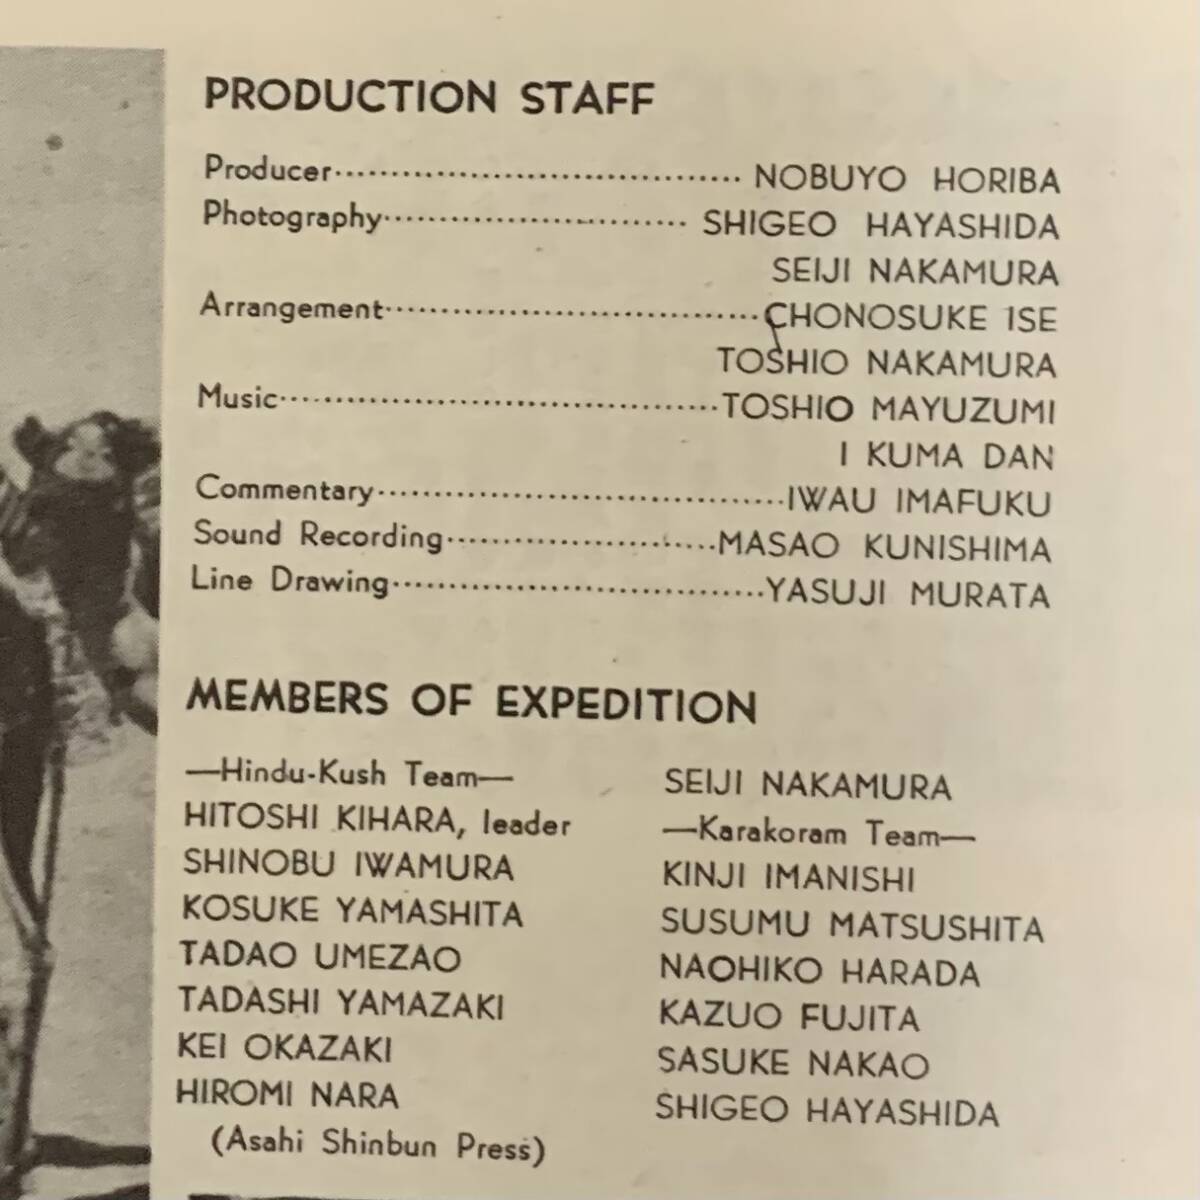 PRODUCTION STAFF
Producer NOBUYO HORIBA
Photography SHIGEO HAYASHIDA
SEIJI NAKAMURA
Arrangement CHONOSUKE ISE
TOSHIO NAKAMURA
Music TOSHIO MAYUZUMI
I KUMA DAN
Commentary IWAU IMAFUKU
Sound Recording MASAO KUNISHIMA
Line Drawing YASUJI MURATA
MEMBERS OF EXPEDITION
—Hindu-Kush Team—
HITOSHI KIHARA, leader
SHINOBU IWAMURA
KOSUKE YAMASHITA
TADAO UMEZAO
TADASHI YAMAZAKI
KEI OKAZAKI
HIROMI NARA
(Asahi Shinbun Press)
SEIJI NAKAMURA
—Karakoram Team—
KINJI IMANISHI
SUSUMU MATSUSHITA
NAOHIKO HARADA
KAZUO FUJITA
SASUKE NAKAO
SHIGEO HAYASHIDA